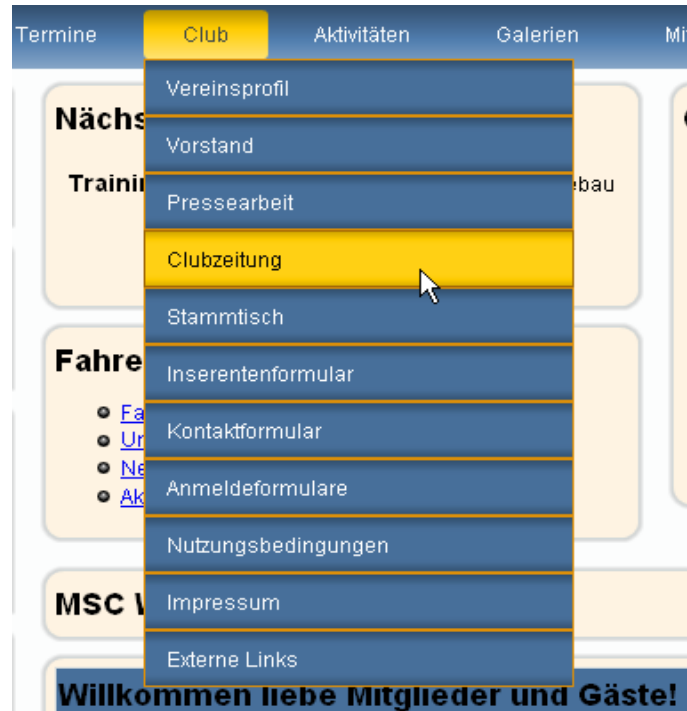 Termine Club Aktivitäten Galerien
Vereinsprofil
Vorstand
Pressearbeit
Clubzeitung
Stammtisch
Inserentenformular
Kontaktformular
Anmeldeformulare
Nutzungsbedingungen
Impressum
Externe Links
MSC
Willkommen liebe Mitglieder und Gäste!